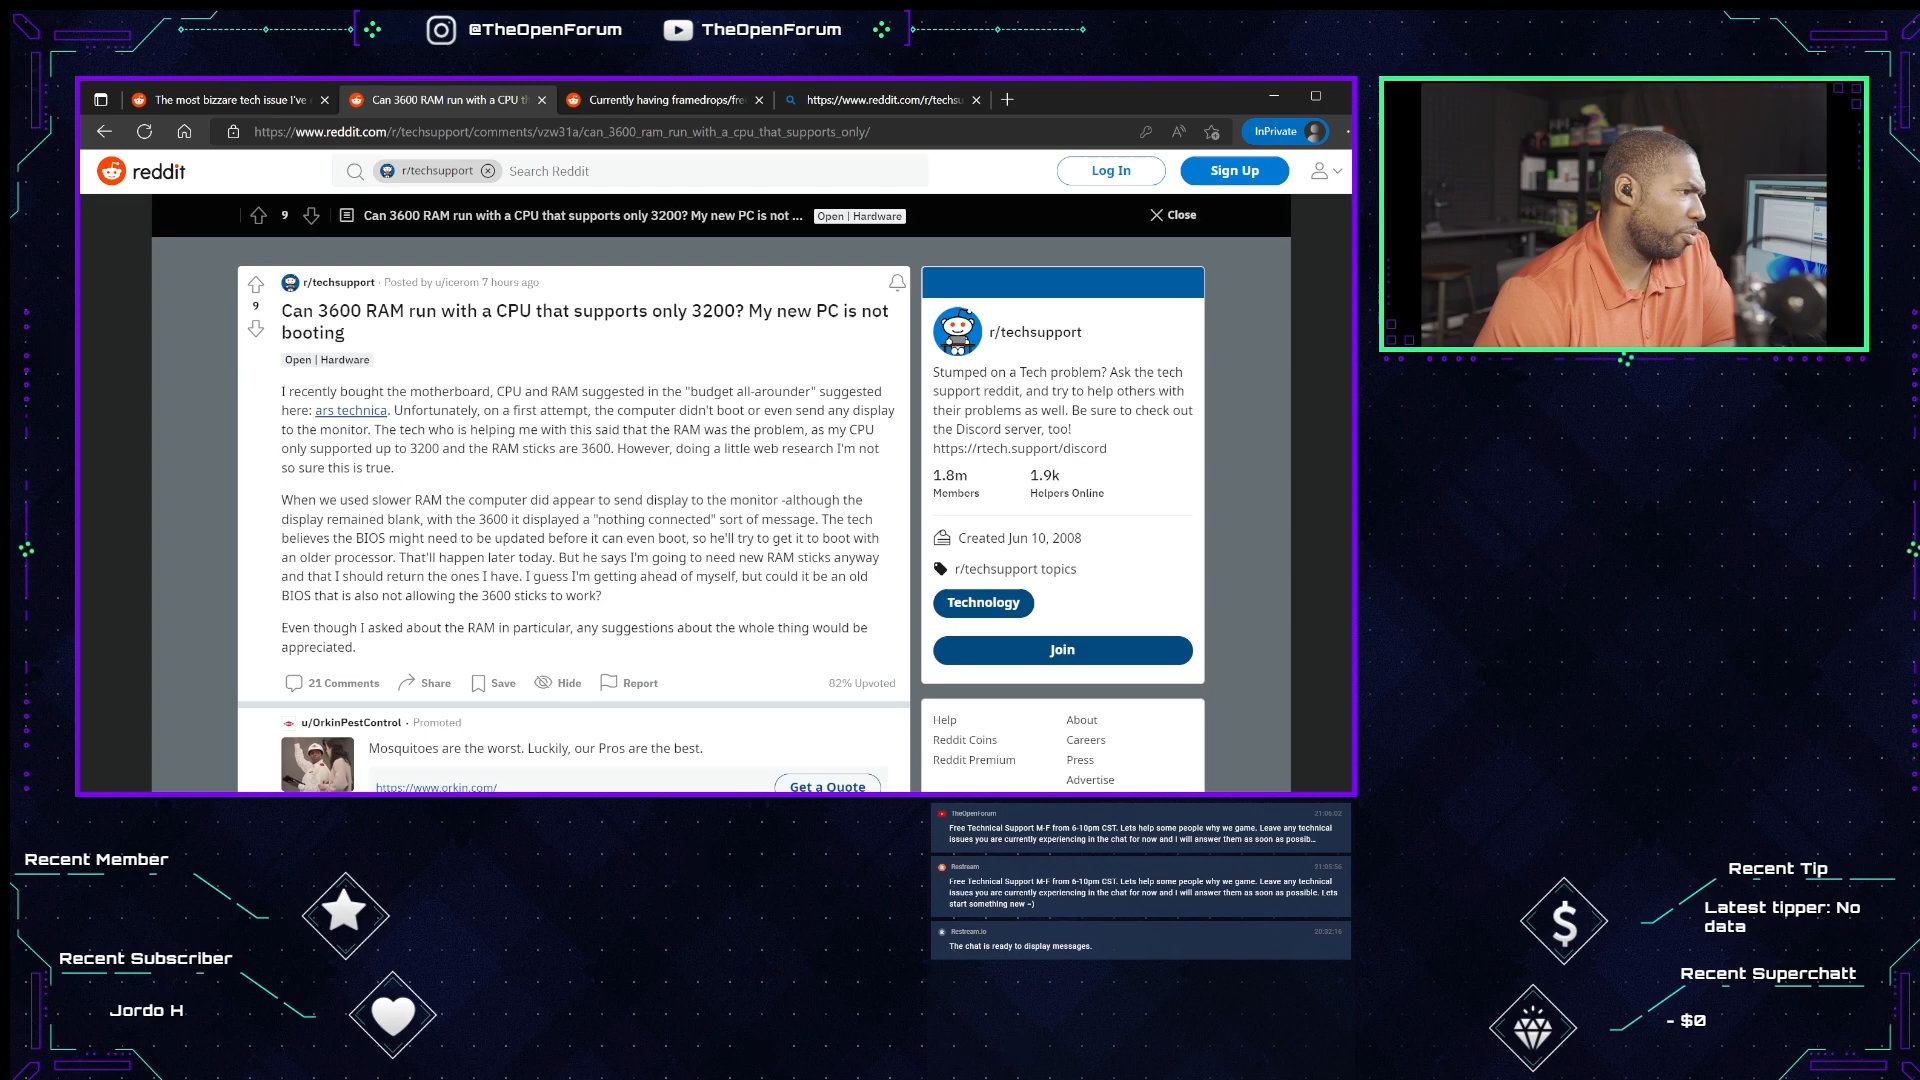 @TheOpenForum
TheOpenForum
The most bizzare tech issue I've
Can 3600 RAM run with a CPU t
Currently having framedrops/fre
https://www.reddit.com/r/techsu
https://www.reddit.com/r/techsupport/comments/vzw31a/can_3600_ram_run_with_a_cpu_that_supports_only/
InPrivate
reddit
r/techsupport
Search Reddit
Log In
Sign Up
9
Can 3600 RAM run with a CPU that supports only 3200? My new PC is not ...
Open | Hardware
Close
r/techsupport · Posted by u/icerom 7 hours ago
9
Can 3600 RAM run with a CPU that supports only 3200? My new PC is not
booting
Open | Hardware
I recently bought the motherboard, CPU and RAM suggested in the "budget all-arounder" suggested
here: ars technica. Unfortunately, on a first attempt, the computer didn't boot or even send any display
to the monitor. The tech who is helping me with this said that the RAM was the problem, as my CPU
only supported up to 3200 and the RAM sticks are 3600. However, doing a little web research I'm not
so sure this is true.
When we used slower RAM the computer did appear to send display to the monitor -although the
display remained blank, with the 3600 it displayed a "nothing connected" sort of message. The tech
believes the BIOS might need to be updated before it can even boot, so he'll try to get it to boot with
an older processor. That'll happen later today. But he says I'm going to need new RAM sticks anyway
and that I should return the ones I have. I guess I'm getting ahead of myself, but could it be an old
BIOS that is also not allowing the 3600 sticks to work?
Even though I asked about the RAM in particular, any suggestions about the whole thing would be
appreciated.
21 Comments
Share
Save
Hide
Report
82% Upvoted
u/OrkinPestControl · Promoted
Mosquitoes are the worst. Luckily, our Pros are the best.
https://www.orkin.com/
Get a Quote
r/techsupport
Stumped on a Tech problem? Ask the tech
support reddit, and try to help others with
their problems as well. Be sure to check out
the Discord server, too!
https://rtech.support/discord
1.8m
1.9k
Members
Helpers Online
Created Jun 10, 2008
r/techsupport topics
Technology
Join
Help
About
Reddit Coins
Careers
Reddit Premium
Press
Advertise
TheOpenForum
21:06:02
Free Technical Support M-F from 6-10pm CST. Lets help some people why we game. Leave any technical
issues you are currently experiencing in the chat for now and I will answer them as soon as possib...
Restream
21:05:56
Free Technical Support M-F from 6-10pm CST. Lets help some people why we game. Leave any technical
issues you are currently experiencing in the chat for now and I will answer them as soon as possible. Lets
start something new =)
Restream.io
20:32:16
The chat is ready to display messages.
Recent Member
Recent Subscriber
Jordo H
Recent Tip
Latest tipper: No
data
Recent Superchatt
- $0